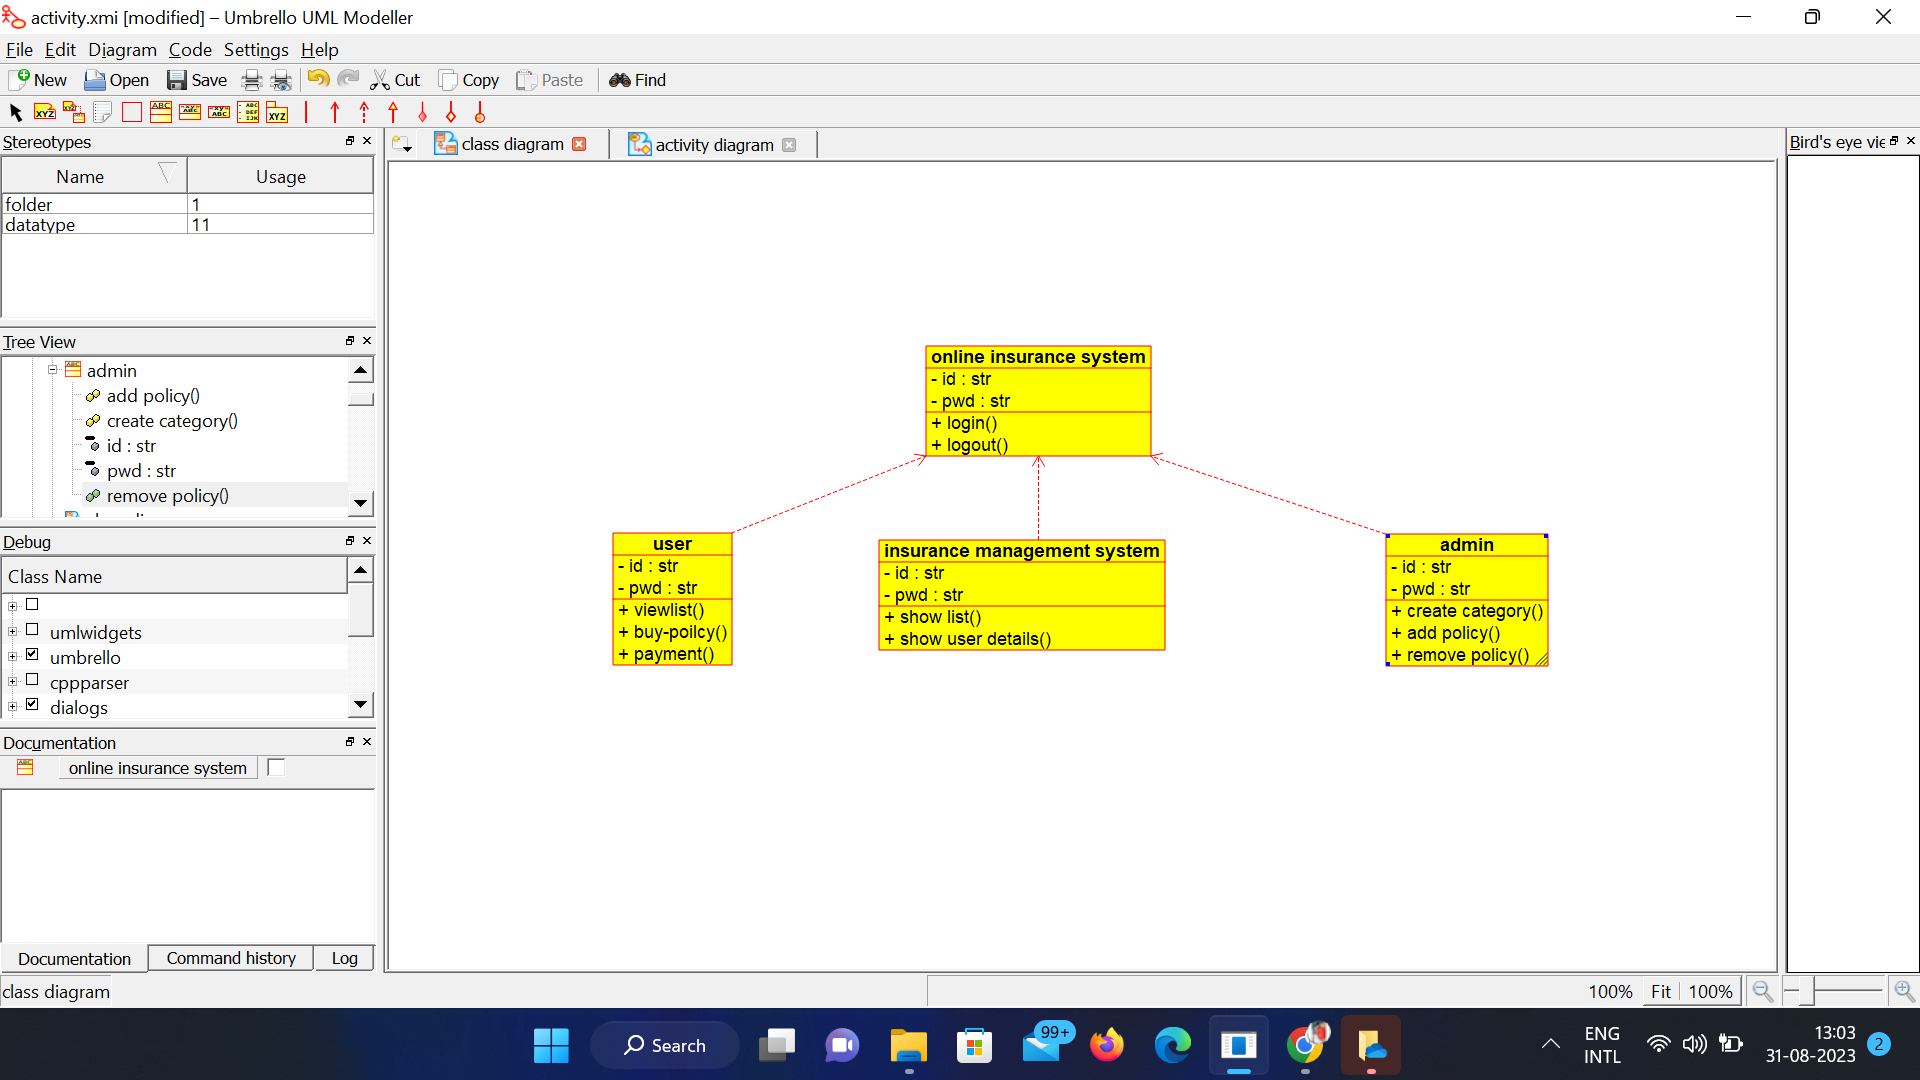 activity.xmi [modified] – Umbrello UML Modeller
File Edit Diagram Code Settings Help
New Open Save Cut Copy Paste Find
Stereotypes
Name Usage
folder 1
datatype 11
Tree View
admin
add policy()
create category()
id : str
pwd : str
remove policy()
Debug
Class Name
umlwidgets
umbrello
cppparser
dialogs
Documentation
online insurance system
Documentation Command history Log
class diagram activity diagram
online insurance system
- id : str
- pwd : str
+ login()
+ logout()
user
- id : str
- pwd : str
+ viewlist()
+ buy-poilcy()
+ payment()
insurance management system
- id : str
- pwd : str
+ show list()
+ show user details()
admin
- id : str
- pwd : str
+ create category()
+ add policy()
+ remove policy()
Bird's eye vie
class diagram
100% Fit 100%
Search
99+
ENG
INTL
13:03
31-08-2023
2